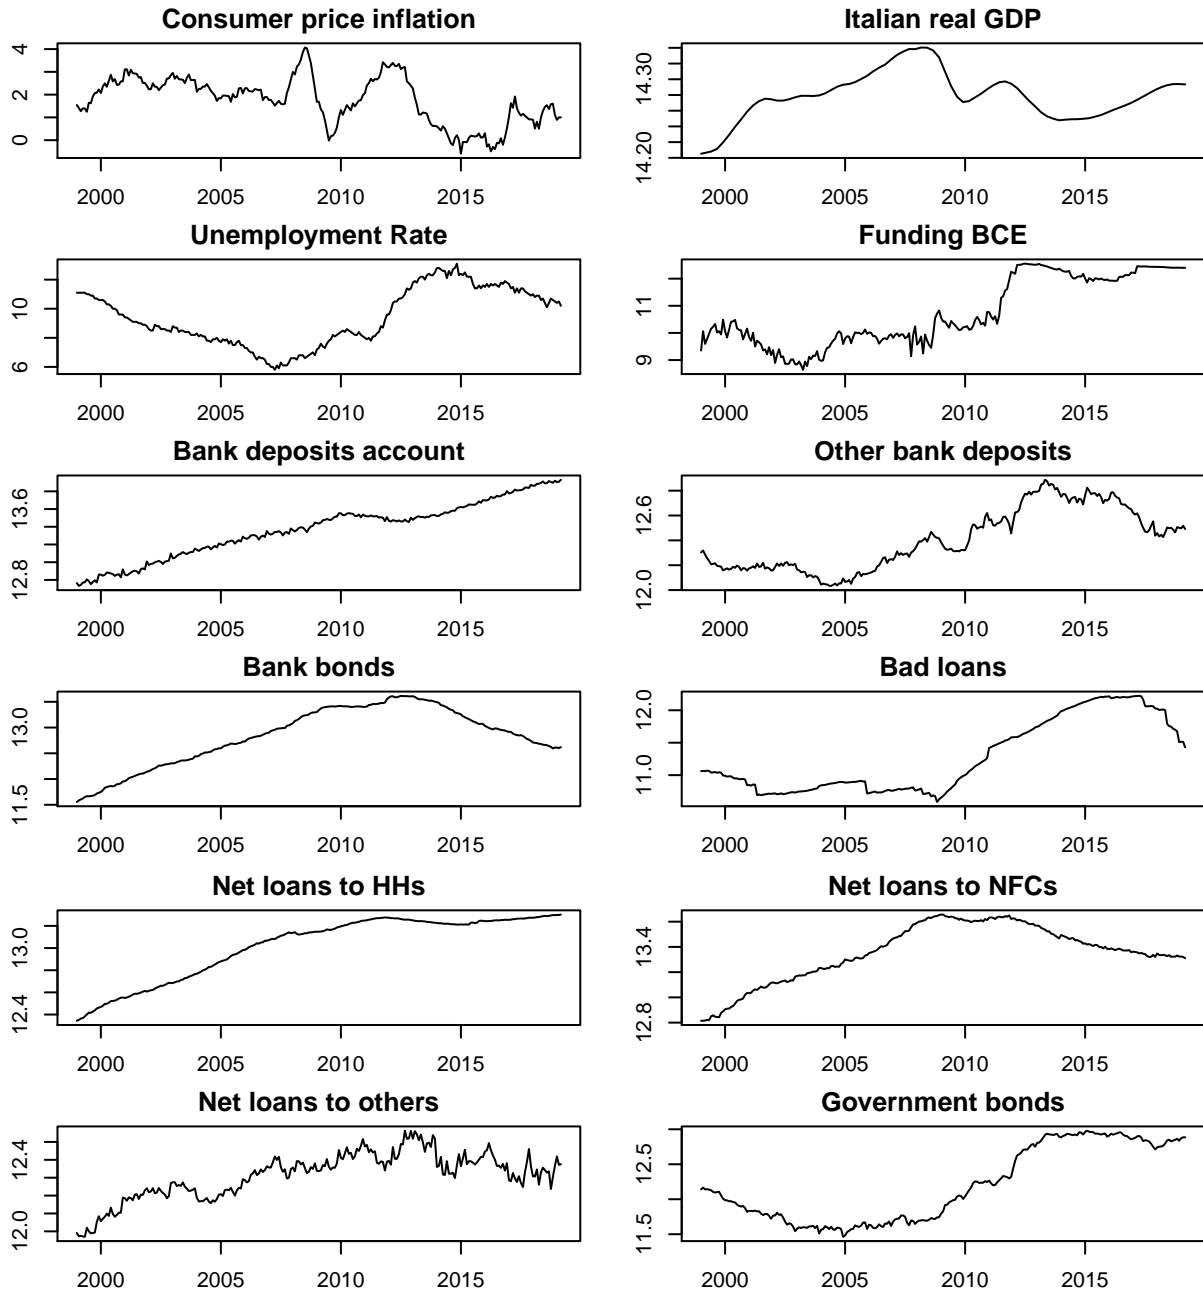 Consumer price inflation
4
2
0
2000 2005 2010 2015
Italian real GDP
14.30
14.20
2000 2005 2010 2015
Unemployment Rate
10
6
2000 2005 2010 2015
Funding BCE
11
9
2000 2005 2010 2015
Bank deposits account
13.6
12.8
2000 2005 2010 2015
Other bank deposits
12.6
12.0
2000 2005 2010 2015
Bank bonds
13.0
11.5
2000 2005 2010 2015
Bad loans
12.0
11.0
2000 2005 2010 2015
Net loans to HHs
13.0
12.4
2000 2005 2010 2015
Net loans to NFCs
13.4
12.8
2000 2005 2010 2015
Net loans to others
12.4
12.0
2000 2005 2010 2015
Government bonds
12.5
11.5
2000 2005 2010 2015